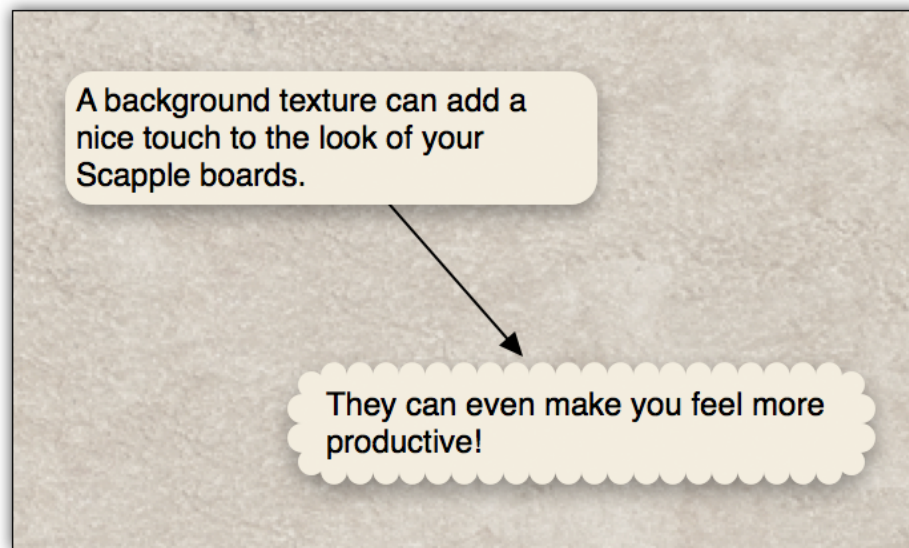 A background texture can add a
nice touch to the look of your
Scapple boards.
They can even make you feel more
productive!